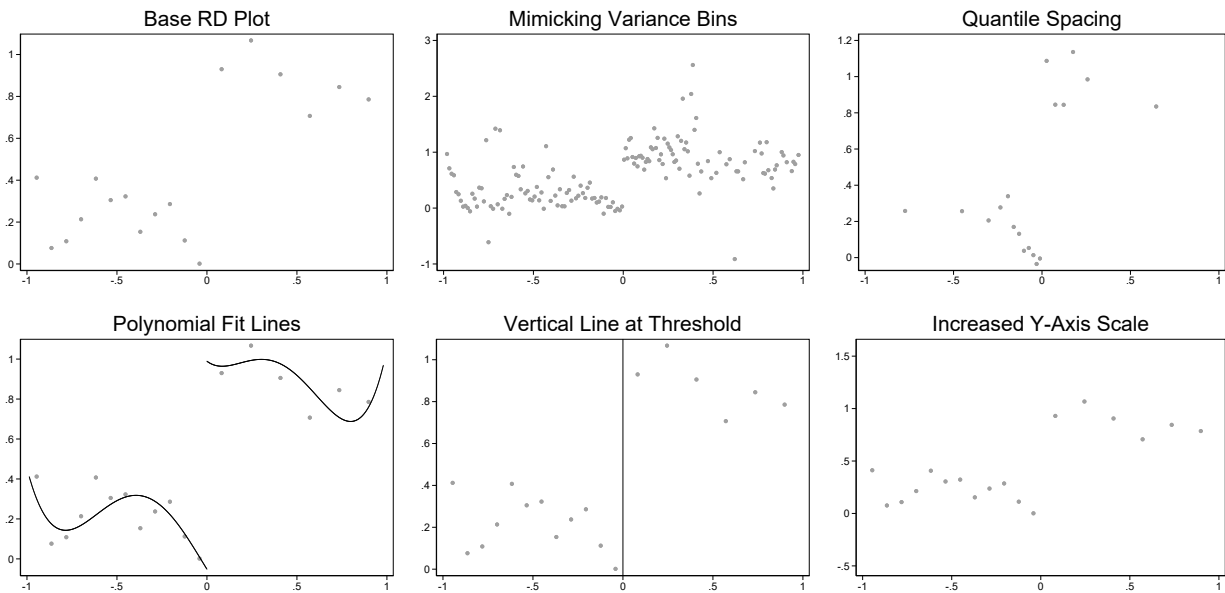 Base RD Plot
1
.8
.6
.4
.2
0
-1 -.5 0 .5 1
Mimicking Variance Bins
3
2
1
0
-1
-1 -.5 0 .5 1
Quantile Spacing
1.2
1
.8
.6
.4
.2
0
-1 -.5 0 .5 1
Polynomial Fit Lines
1
.8
.6
.4
.2
0
-1 -.5 0 .5 1
Vertical Line at Threshold
1
.8
.6
.4
.2
0
-1 -.5 0 .5 1
Increased Y-Axis Scale
1.5
1
.5
0
-.5
-1 -.5 0 .5 1